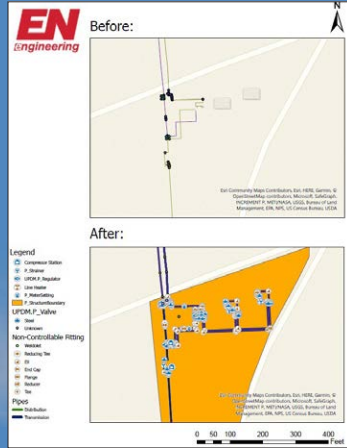 EN
engineering
Before:
N
Esri Community Maps Contributors, Esri, HERE, Garmin, ©
OpenStreetMap contributors, Microsoft, SafeGraph,
INCREMENT P, METI/NASA, USGS, Bureau of Land
Management, EPA, NPS, US Census Bureau, USDA
After:
Legend
Compressor Station
P_Strainer
UPDM.P_Regulator
Line Heater
P_MeterSetting
P_StructureBoundary
UPDM.P_Valve
Steel
Unknown
Non-Controllable Fitting
Weldolet
Reducing Tee
Ell
End Cap
Flange
Reducer
Tee
Pipes
Distribution
Transmission
Esri Community Maps Contributors, Esri, HERE, Garmin, ©
OpenStreetMap contributors, Microsoft, SafeGraph,
INCREMENT P, METI/NASA, USGS, Bureau of Land
Management, EPA, NPS, US Census Bureau, USDA
0 50 100 200 300 400
Feet